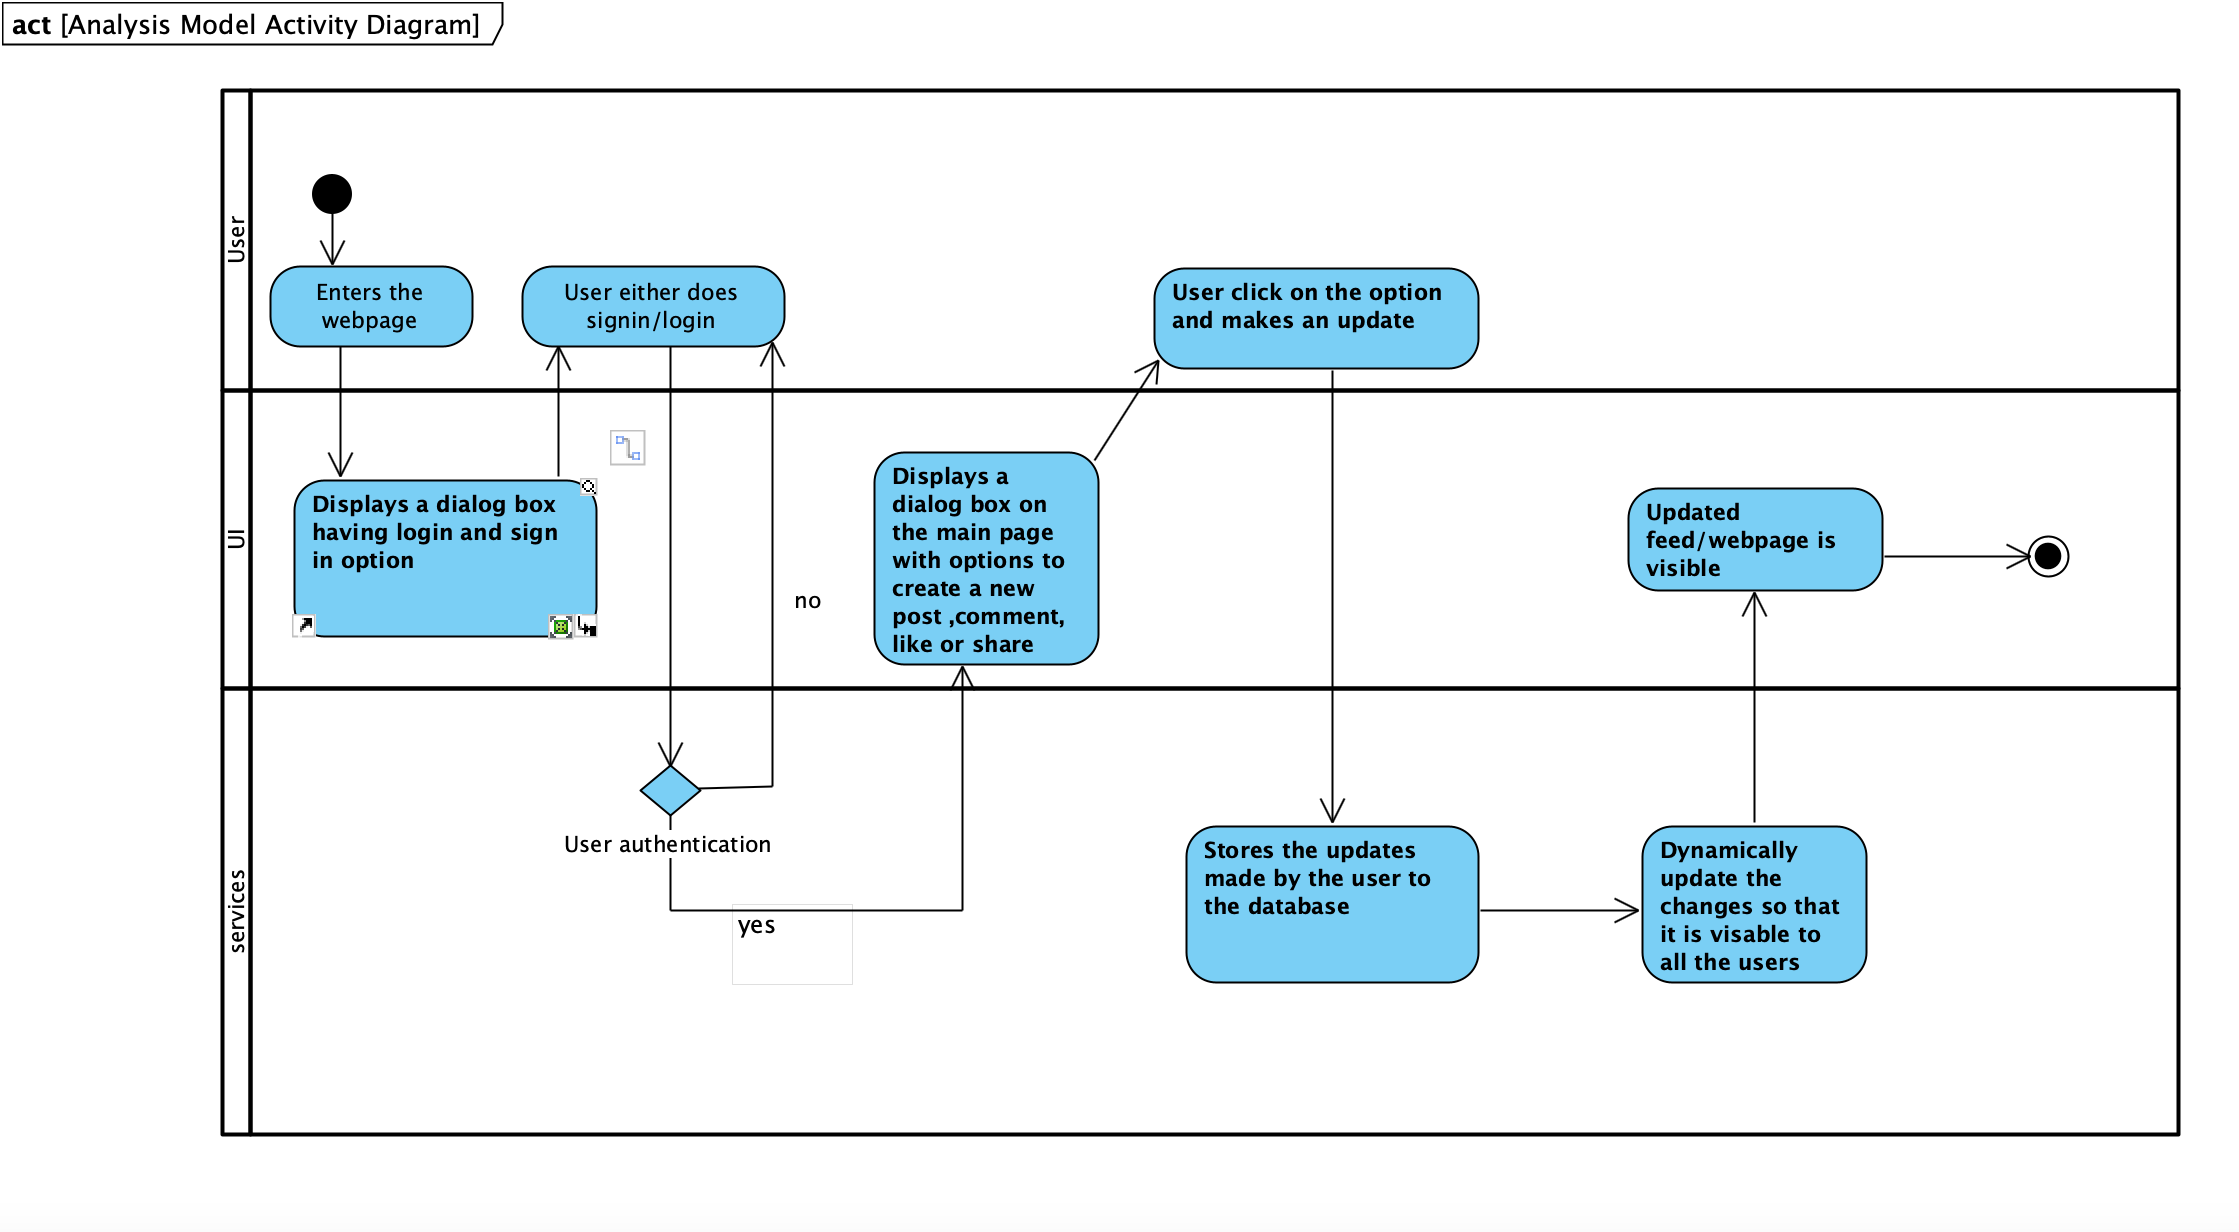 act [Analysis Model Activity Diagram]
User
Enters the
webpage
User either does
signin/login
User click on the option
and makes an update
UI
Displays a dialog box
having login and sign
in option
no
Displays a
dialog box on
the main page
with options to
create a new
post ,comment,
like or share
Updated
feed/webpage is
visible
services
User authentication
yes
Stores the updates
made by the user to
the database
Dynamically
update the
changes so that
it is visable to
all the users